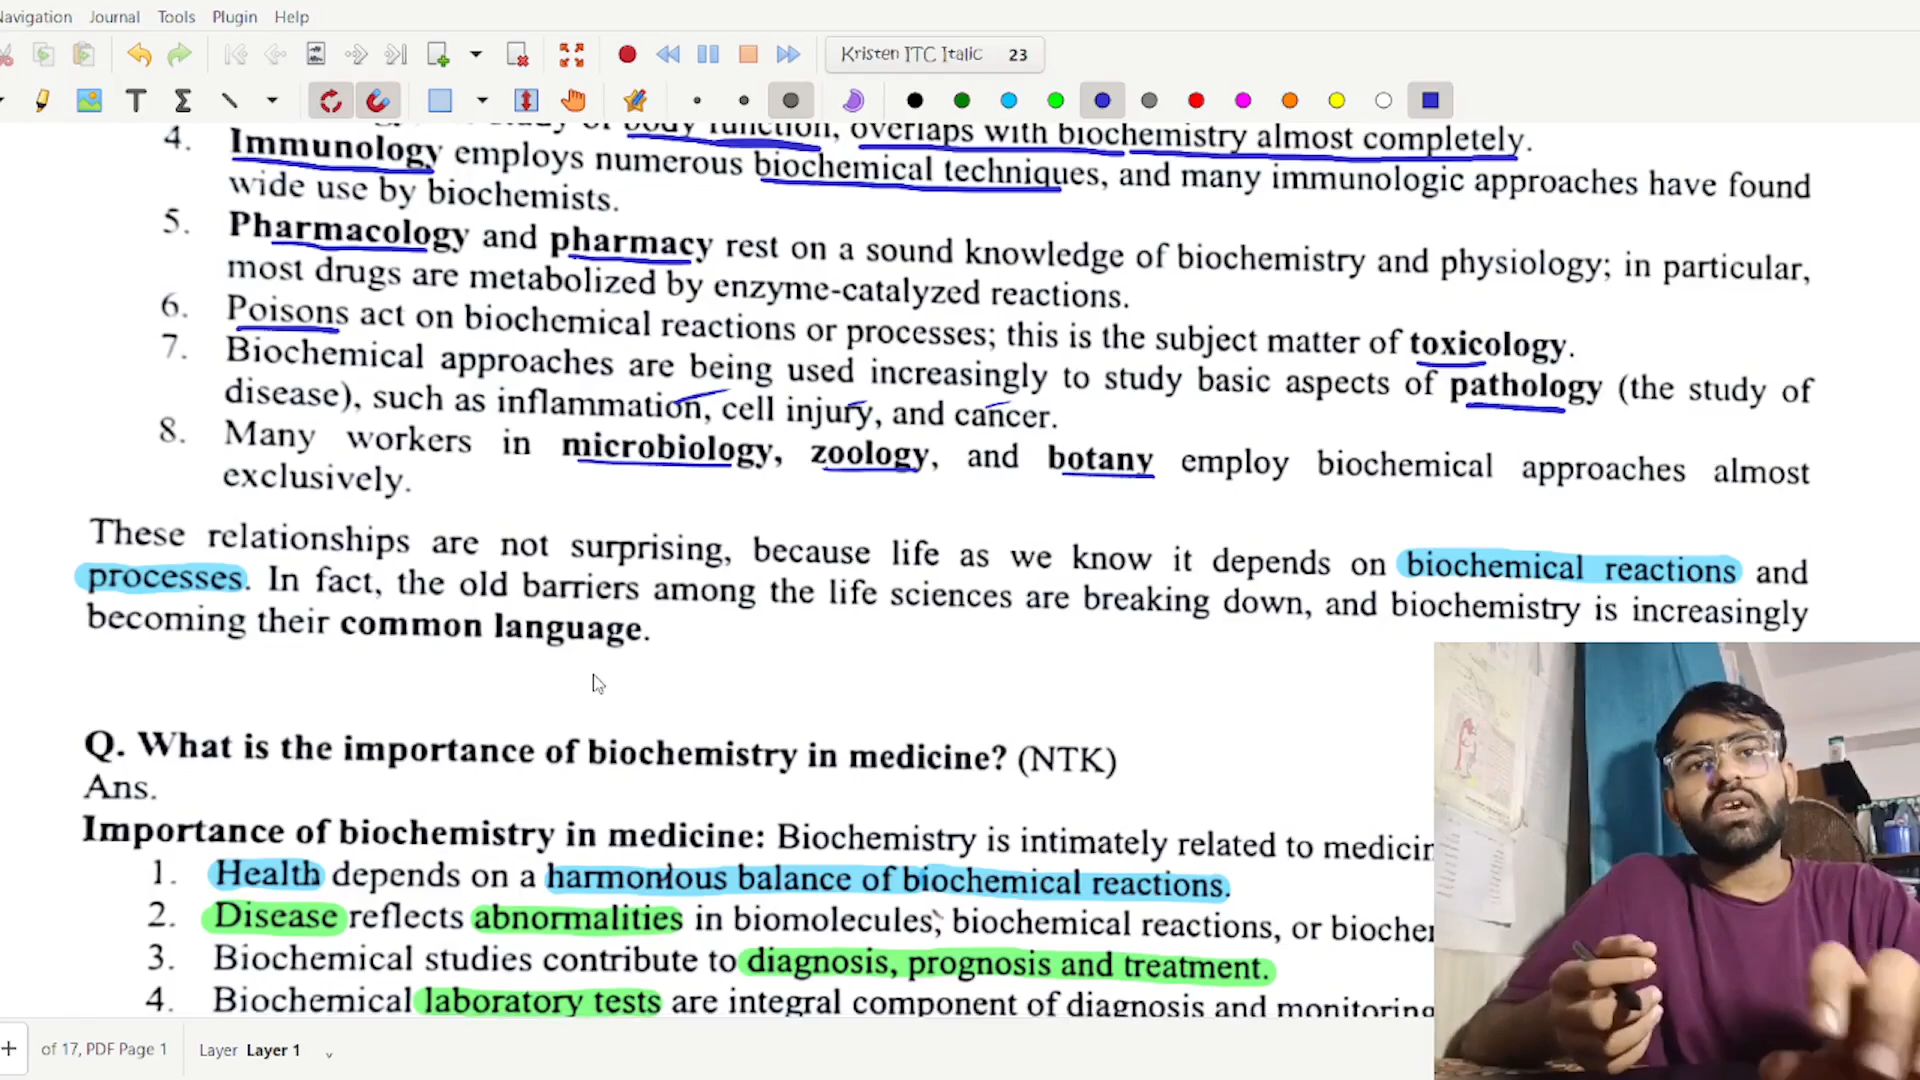 Navigation Journal Tools Plugin Help
Kristen ITC Italic 23
body function, overlaps with biochemistry almost completely.
4. Immunology employs numerous biochemical techniques, and many immunologic approaches have found
wide use by biochemists.
5. Pharmacology and pharmacy rest on a sound knowledge of biochemistry and physiology; in particular,
most drugs are metabolized by enzyme-catalyzed reactions.
6. Poisons act on biochemical reactions or processes; this is the subject matter of toxicology.
7. Biochemical approaches are being used increasingly to study basic aspects of pathology (the study of
disease), such as inflammation, cell injury, and cancer.
8. Many workers in microbiology, zoology, and botany employ biochemical approaches almost
exclusively.
These relationships are not surprising, because life as we know it depends on biochemical reactions and
processes. In fact, the old barriers among the life sciences are breaking down, and biochemistry is increasingly
becoming their common language.
Q. What is the importance of biochemistry in medicine? (NTK)
Ans.
Importance of biochemistry in medicine: Biochemistry is intimately related to medicin
1. Health depends on a harmonious balance of biochemical reactions.
2. Disease reflects abnormalities in biomolecules, biochemical reactions, or biochem
3. Biochemical studies contribute to diagnosis, prognosis and treatment.
4. Biochemical laboratory tests are integral component of diagnosis and monitoring
of 17, PDF Page 1 Layer Layer 1